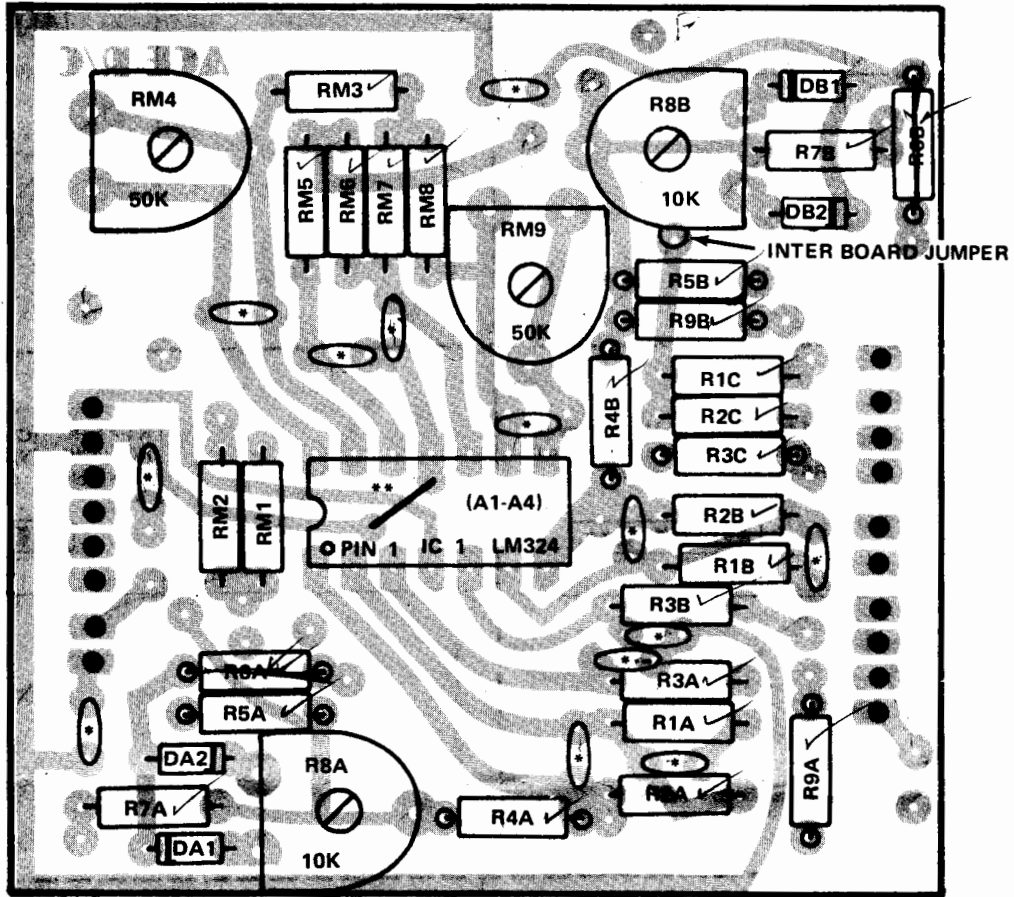 RM4
50K
RM3
RM5
RM6
RM7
RM8
RM9
50K
R8B
10K
DB1
R7B
DB2
INTER BOARD JUMPER
R5B
R9B
R4B
R1C
R2C
R3C
*
*
*
*
*
*
RM2
RM1
**
(A1-A4)
PIN 1 IC 1 LM324
R2B
*
*
R1B
R3B
*
**
R3A
R1A
*
*
R5A
*
DA2
R8A
R7A
R4A
R9A
DA1
10K